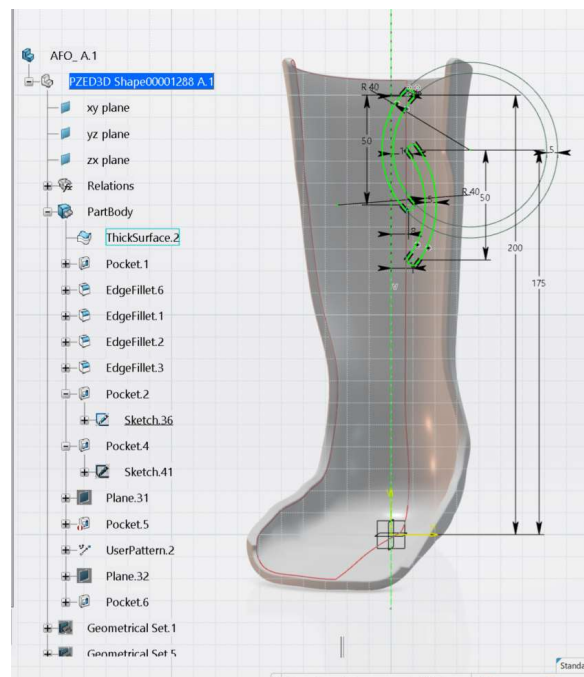 AFO_ A.1
PZED3D Shape00001288 A.1
xy plane
yz plane
zx plane
Relations
PartBody
ThickSurface.2
Pocket.1
EdgeFillet.6
EdgeFillet.1
EdgeFillet.2
EdgeFillet.3
Pocket.2
Sketch.36
Pocket.4
Sketch.41
Plane.31
Pocket.5
UserPattern.2
Plane.32
Pocket.6
Geometrical Set.1
Geometrical Set.5
R 40
50
5
R 40
50
200
175
Standa